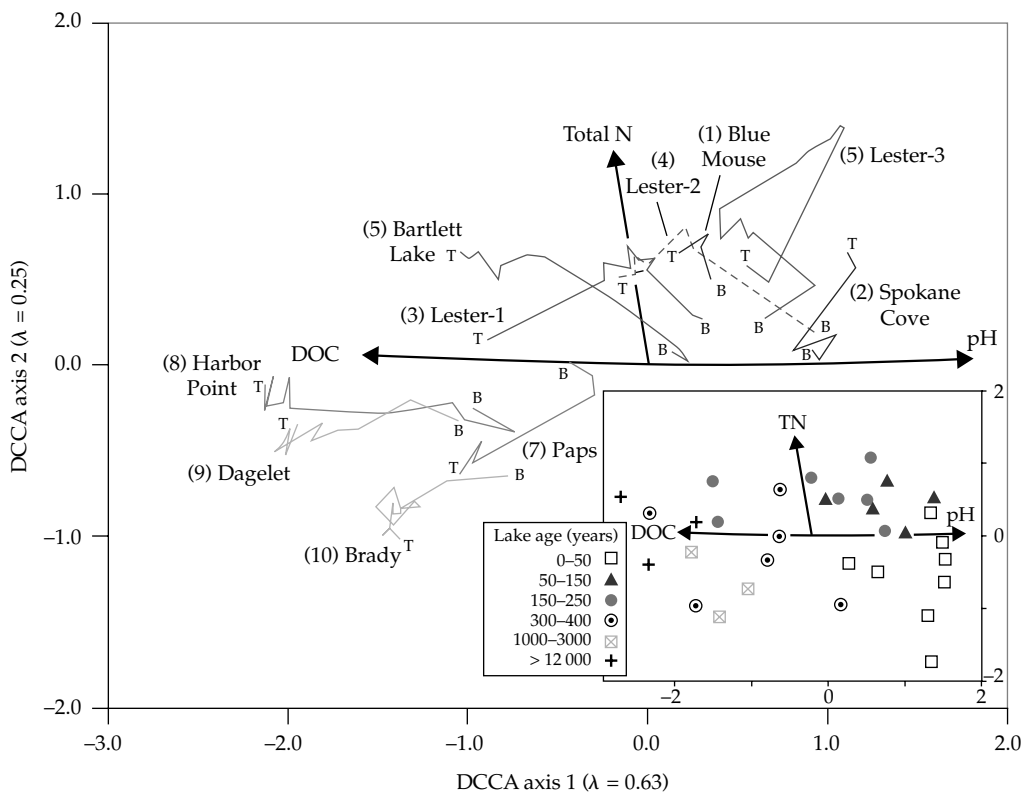 2.0
1.0
0.0
−1.0
−2.0
DCCA axis 2 (λ = 0.25)
Total N
(1) Blue
Mouse
(4)
Lester-2
(5) Lester-3
(5) Bartlett
Lake
T
T
T
T
T
(2) Spokane
Cove
(3) Lester-1
T
B
B
B
B
B
B
pH
DOC
(8) Harbor
Point
T
B
B
T
B
(9) Dagelet
(7) Paps
T
B
(10) Brady
T
2
TN
0
pH
DOC
−2
−2
0
2
Lake age (years)
0–50
50–150
150–250
300–400
1000–3000
> 12 000
−3.0
−2.0
−1.0
0.0
1.0
2.0
DCCA axis 1 (λ = 0.63)